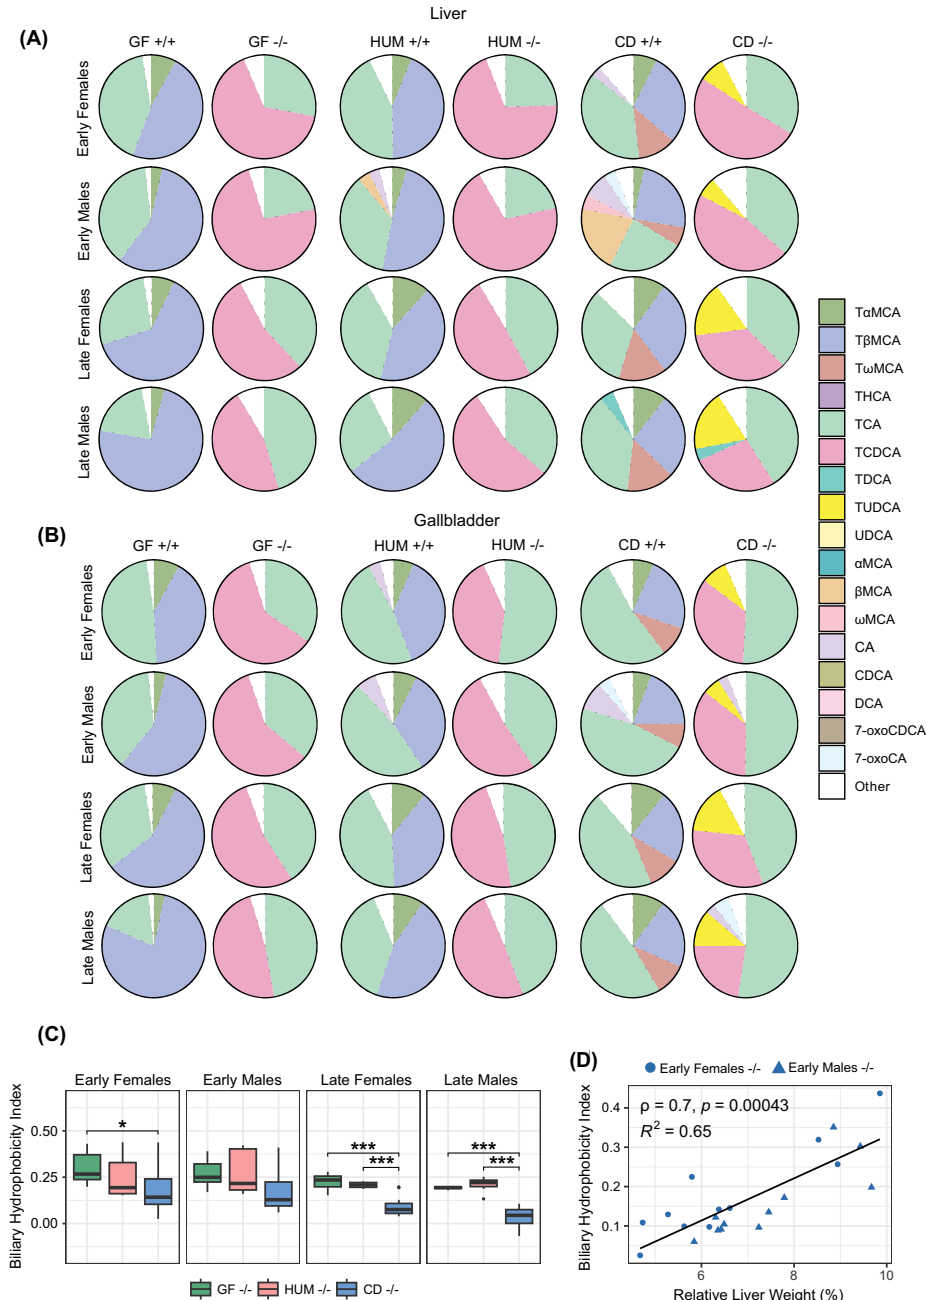 Liver
(A)
GF +/+ GF -/- HUM +/+ HUM -/- CD +/+ CD -/-
Early Females
Early Males
Late Females
Late Males
TαMCA
TβMCA
TωMCA
THCA
TCA
TCDCA
TDCA
TUDCA
UDCA
αMCA
βMCA
ωMCA
CA
CDCA
DCA
7-oxoCDCA
7-oxoCA
Other
Gallbladder
(B)
GF +/+ GF -/- HUM +/+ HUM -/- CD +/+ CD -/-
Early Females
Early Males
Late Females
Late Males
(C)
Early Females Early Males Late Females Late Males
Biliary Hydrophobicity Index
0.50
0.25
0.00
*
***
***
***
***
GF -/- HUM -/- CD -/-
(D)
Early Females -/- Early Males -/-
ρ = 0.7, p = 0.00043
R² = 0.65
Biliary Hydrophobicity Index
0.4
0.3
0.2
0.1
6 8 10
Relative Liver Weight (%)